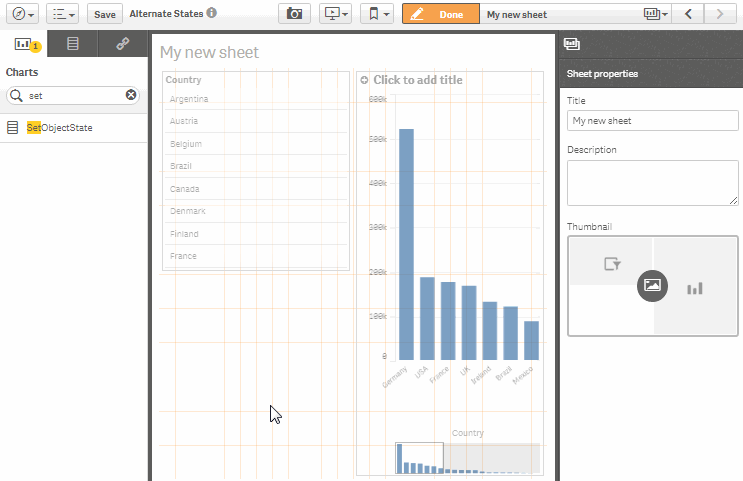 Save
Alternate States
Done
My new sheet
1
Charts
set
SetObjectState
My new sheet
Country
Argentina
Austria
Belgium
Brazil
Canada
Denmark
Finland
France
Click to add title
600k
500k
400k
300k
200k
100k
0
Germany
USA
France
UK
Ireland
Brazil
Mexico
Country
Sheet properties
Title
My new sheet
Description
Thumbnail